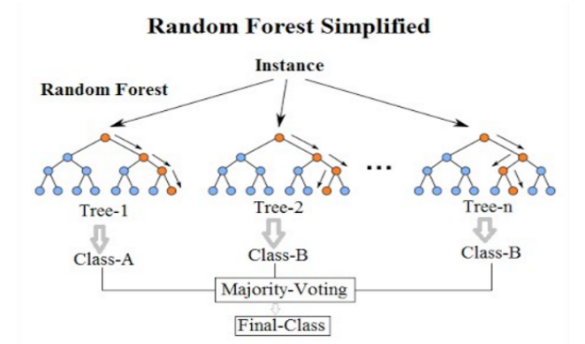 Random Forest Simplified
Instance
Random Forest
...
Tree-1
Tree-2
Tree-n
Class-A
Class-B
Class-B
Majority-Voting
Final-Class